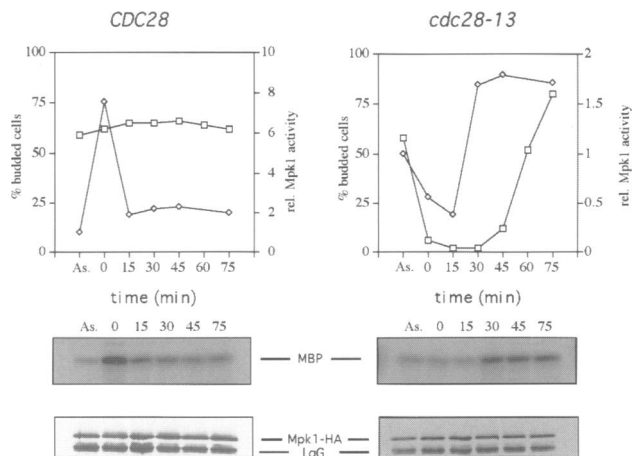 CDC28
cdc28-13
100
75
50
25
0
% budded cells
10
8
6
4
2
0
rel. Mpk1 activity
As. 0 15 30 45 60 75
time (min)
100
75
50
25
0
% budded cells
2
1.5
1
0.5
0
rel. Mpk1 activity
As. 0 15 30 45 60 75
time (min)
As. 0 15 30 45 75
As. 0 15 30 45 75
MBP
Mpk1-HA
IgG